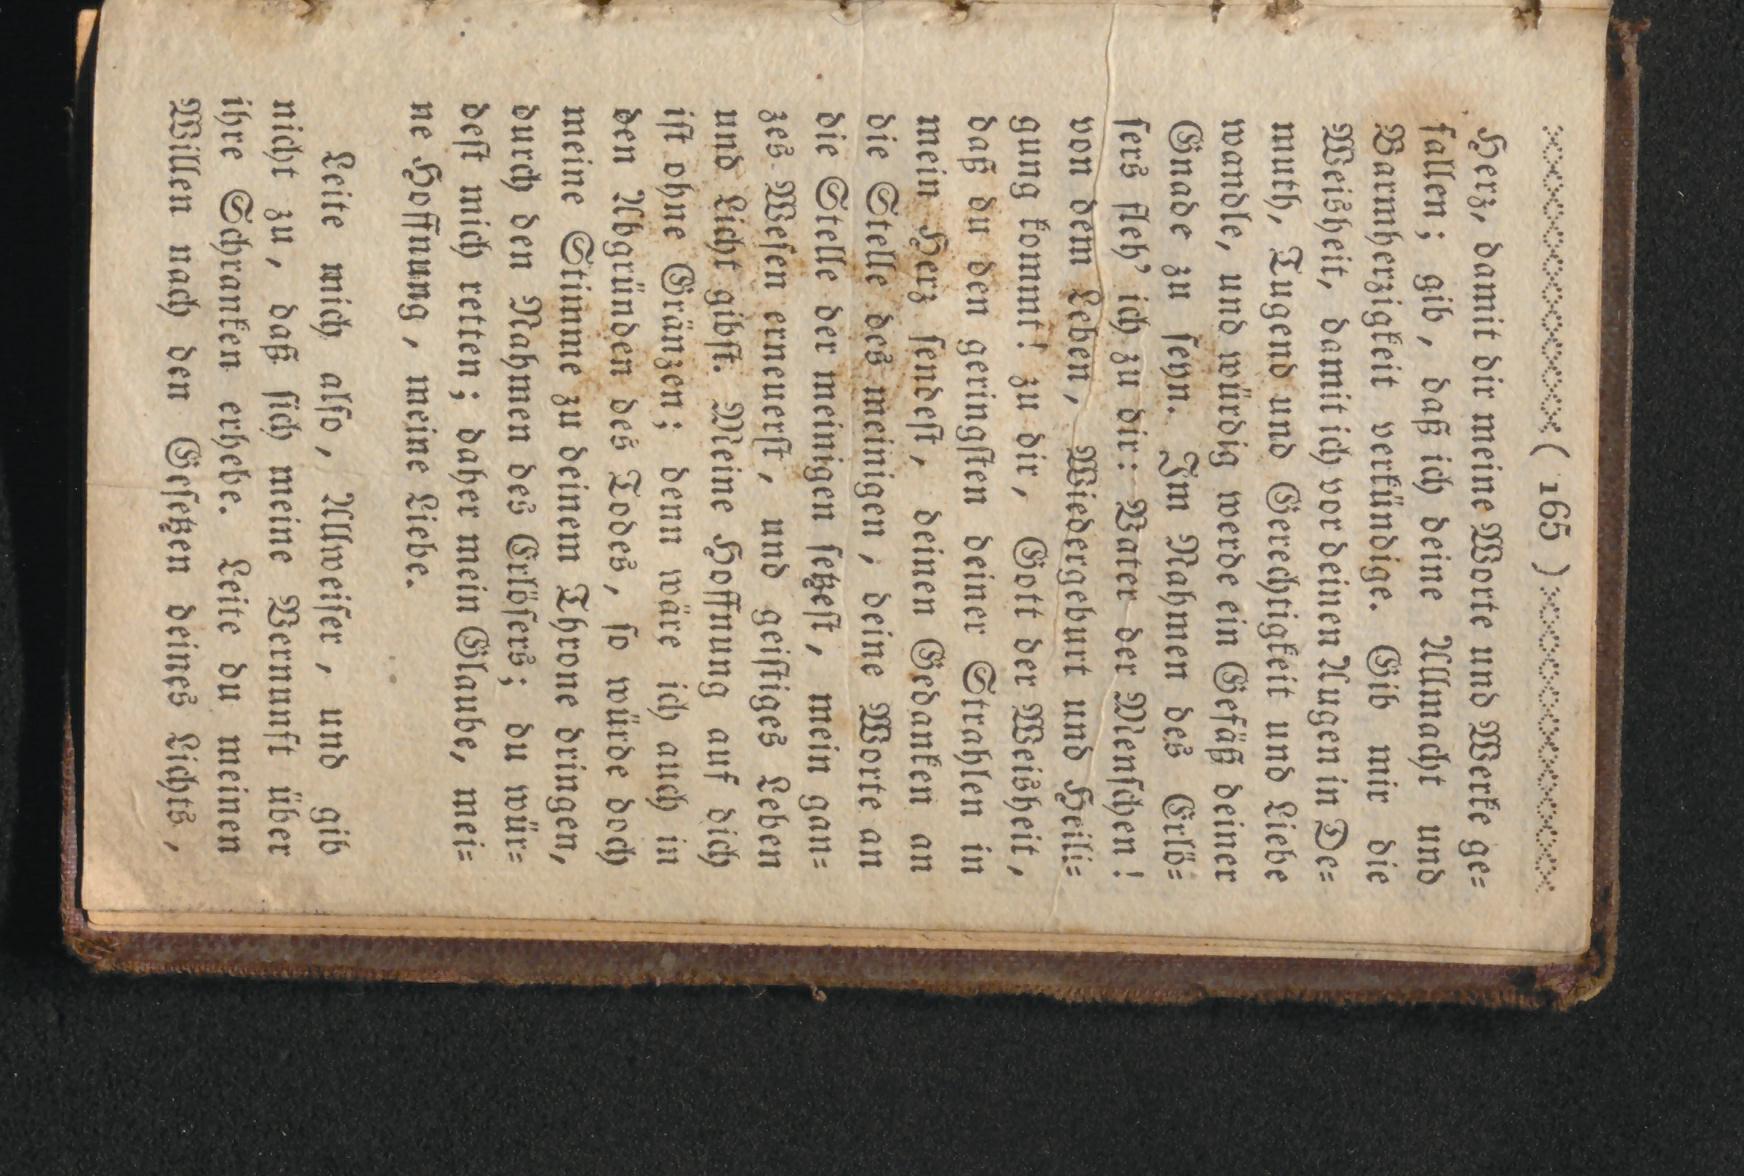 ( 165 )
Herz, damit dir meine Worte und Werke ge-
fallen; gib, daß ich deine Allmacht und
Barmherzigkeit verkündige. Gib mir die
Weisheit, damit ich vor deinen Augen in De-
muth, Tugend und Gerechtigkeit und Liebe
wandle, und würdig werde ein Gefäß deiner
Gnade zu seyn. Im Nahmen des Erlö-
sers fleh' ich zu dir: Vater der Menschen!
von dem Leben, Wiedergeburt und Heili-
gung kommt! zu dir, Gott der Weisheit,
daß du den geringsten deiner Strahlen in
mein Herz sendest, deinen Gedanken an
die Stelle des meinigen, deine Worte an
die Stelle der meinigen setzest, mein gan-
zes Wesen erneuerst, und geistiges Leben
und Licht gibst. Meine Hoffnung auf dich
ist ohne Gränzen; denn wäre ich auch in
den Abgründen des Todes, so würde doch
meine Stimme zu deinem Throne dringen,
durch den Nahmen des Erlösers; du wür-
dest mich retten; daher mein Glaube, mei-
ne Hoffnung, meine Liebe.
Leite mich also, Allweiser, und gib
nicht zu, daß sich meine Vernunft über
ihre Schranken erhebe. Leite du meinen
Willen nach den Gesetzen deines Lichts,